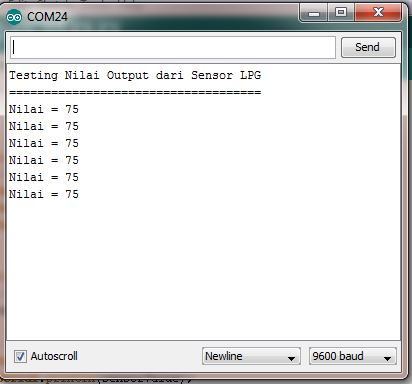 COM24
Send
Testing Nilai Output dari Sensor LPG
====================================
Nilai = 75
Nilai = 75
Nilai = 75
Nilai = 75
Nilai = 75
Nilai = 75
Autoscroll
Newline
9600 baud